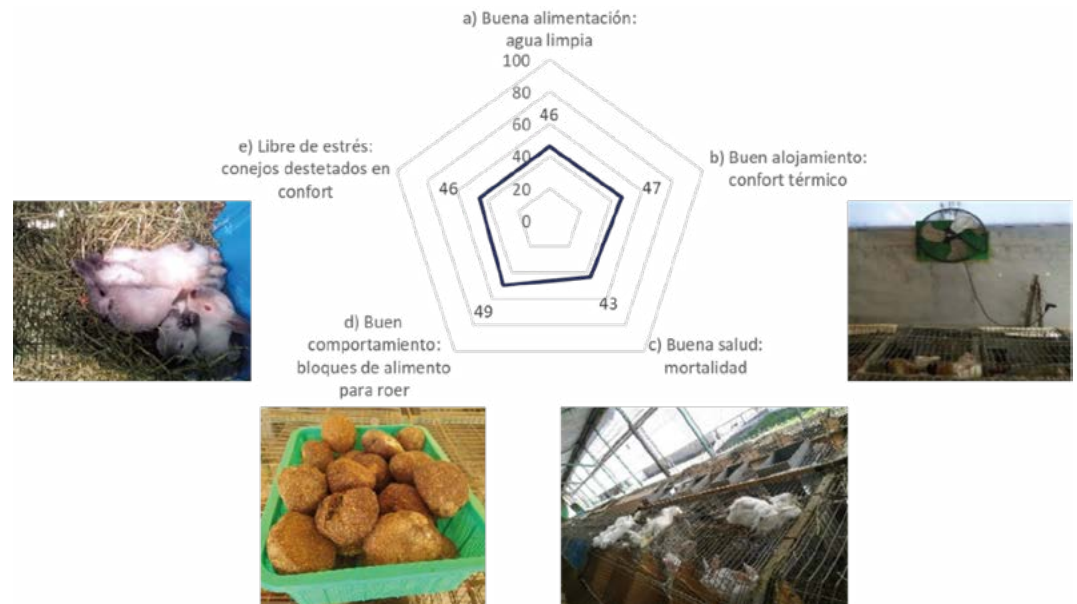 a) Buena alimentación:
agua limpia
100
80
60
40
20
0
46
47
43
49
46
b) Buen alojamiento:
confort térmico
c) Buena salud:
mortalidad
d) Buen
comportamiento:
bloques de alimento
para roer
e) Libre de estrés:
conejos destetados en
confort